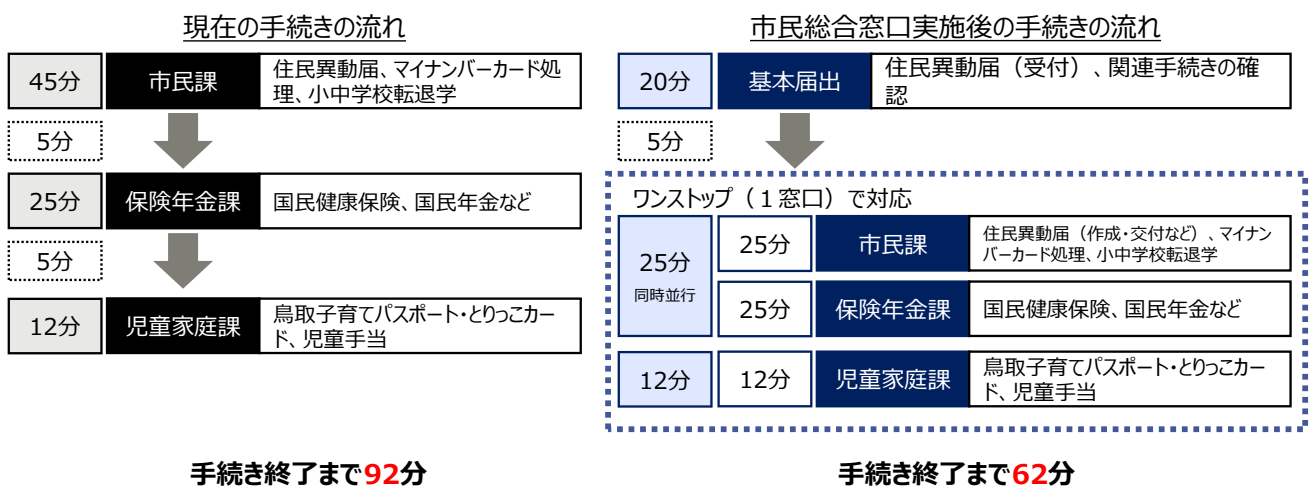 現在の手続きの流れ
45分
市民課
住民異動届、マイナンバーカード処
理、小中学校転退学
5分
25分
保険年金課
国民健康保険、国民年金など
5分
12分
児童家庭課
鳥取子育てパスポート・とりっこカー
ド、児童手当
手続き終了まで92分
市民総合窓口実施後の手続きの流れ
20分
基本届出
住民異動届（受付）、関連手続きの確
認
5分
ワンストップ（１窓口）で対応
25分
同時並行
25分
市民課
住民異動届（作成・交付など）、マイナン
バーカード処理、小中学校転退学
25分
保険年金課
国民健康保険、国民年金など
12分
12分
児童家庭課
鳥取子育てパスポート・とりっこカー
ド、児童手当
手続き終了まで62分